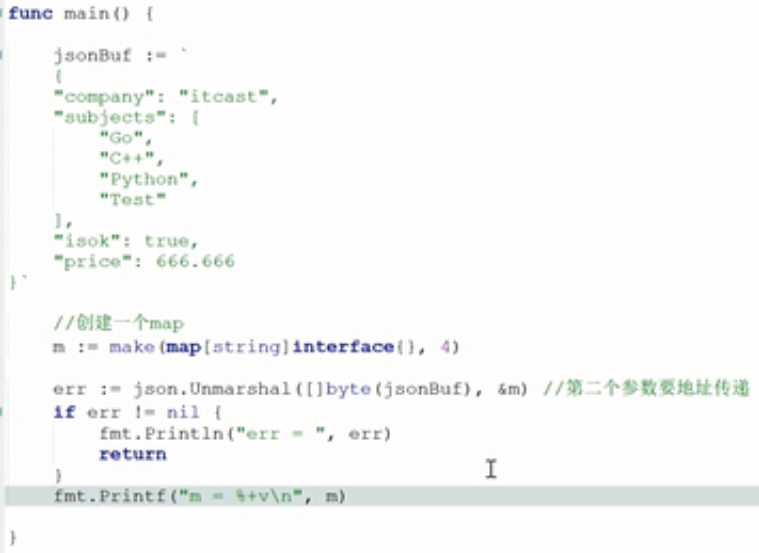 func main() {
jsonBuf := `
{
"company": "itcast",
"subjects": [
"Go",
"C++",
"Python",
"Test"
],
"isok": true,
"price": 666.666
}`
//创建一个map
m := make(map[string]interface{}, 4)
err := json.Unmarshal([]byte(jsonBuf), &m) //第二个参数要地址传递
if err != nil {
fmt.Println("err = ", err)
return
}
fmt.Printf("m = %+v\n", m)
}